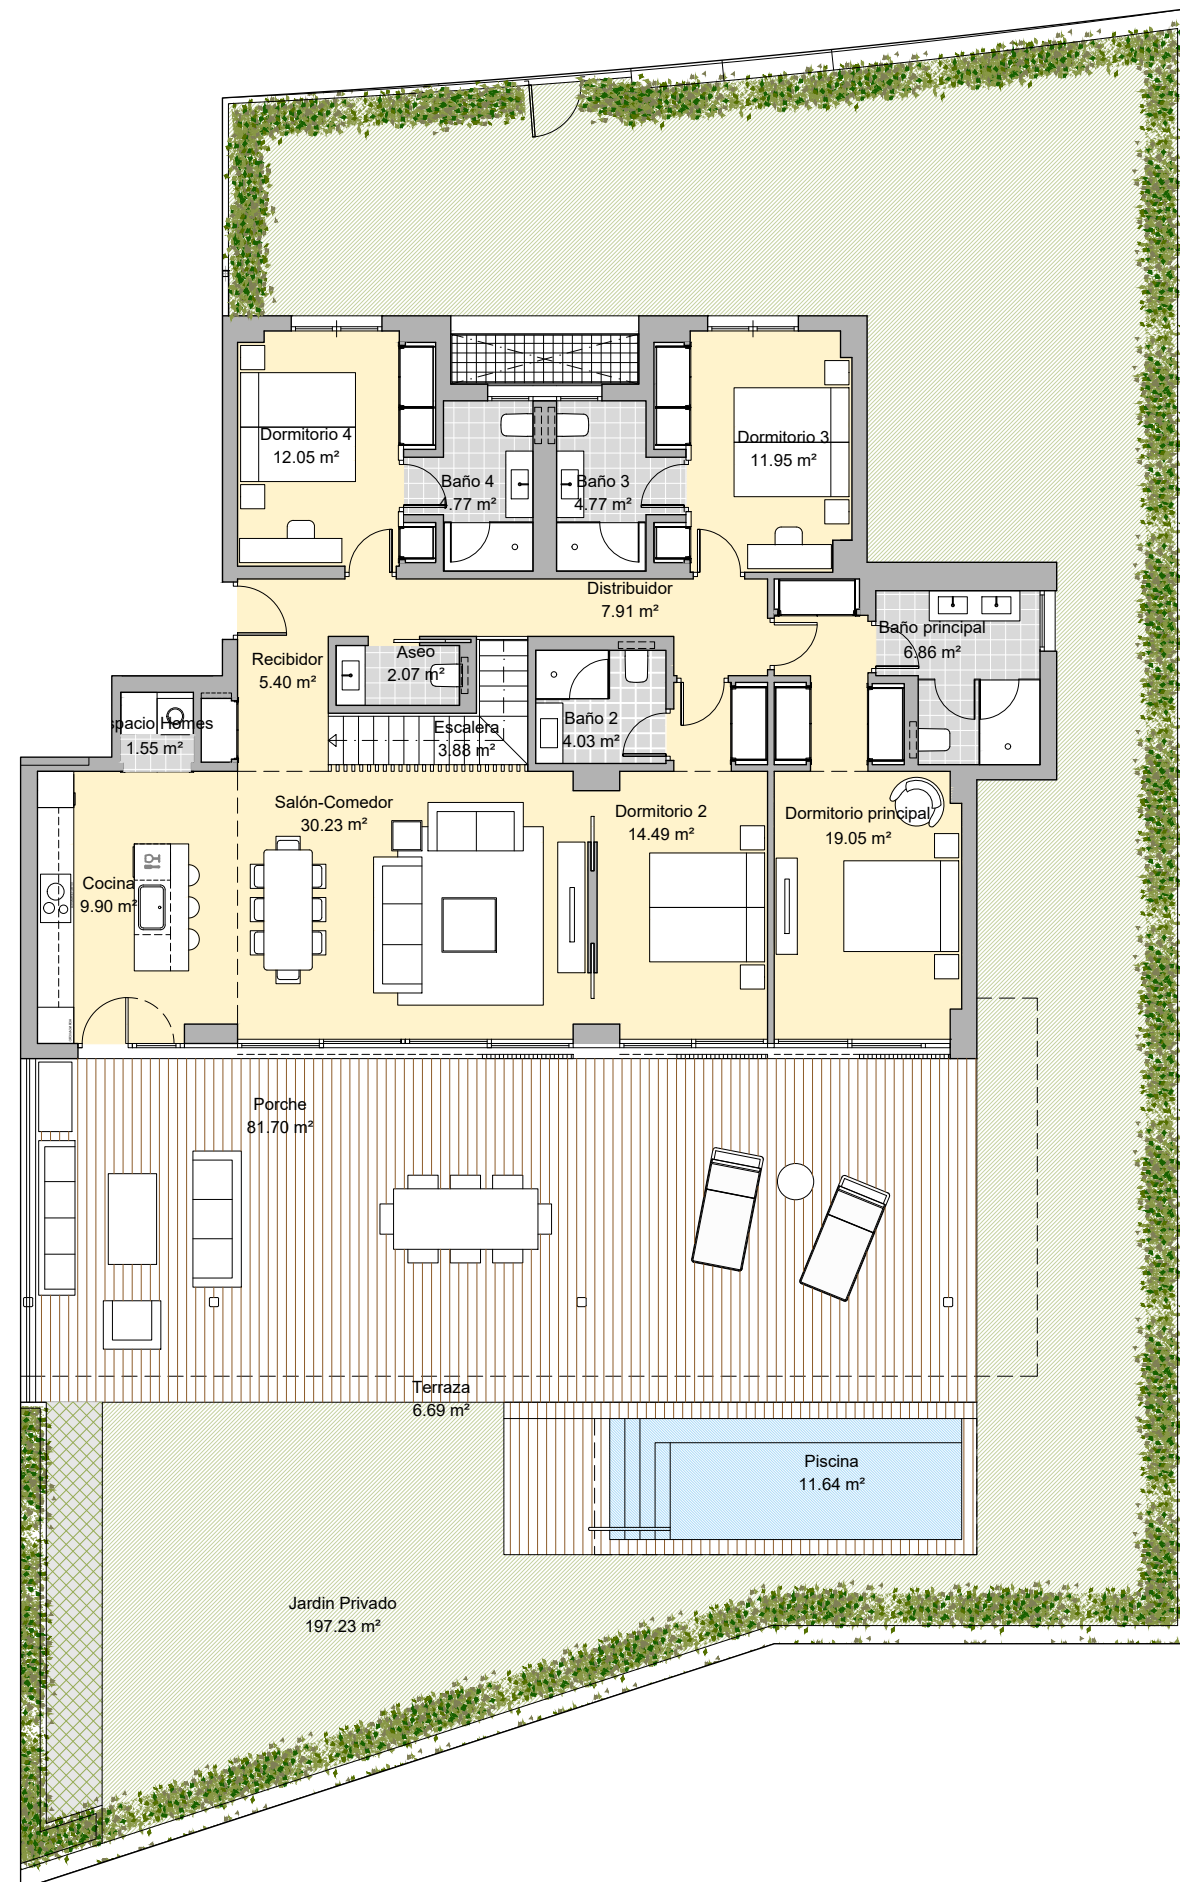 Dormitorio 4
12.05 m²
Dormitorio 3
11.95 m²
Baño 4
4.77 m²
Baño 3
4.77 m²
Distribuidor
7.91 m²
Baño principal
6.86 m²
Recibidor
5.40 m²
Aseo
2.07 m²
Baño 2
4.03 m²
Escalera
3.88 m²
spacio Homes
1.55 m²
Salón-Comedor
30.23 m²
Dormitorio 2
14.49 m²
Dormitorio principal
19.05 m²
Cocina
9.90 m²
Porche
81.70 m²
Terraza
6.69 m²
Piscina
11.64 m²
Jardin Privado
197.23 m²